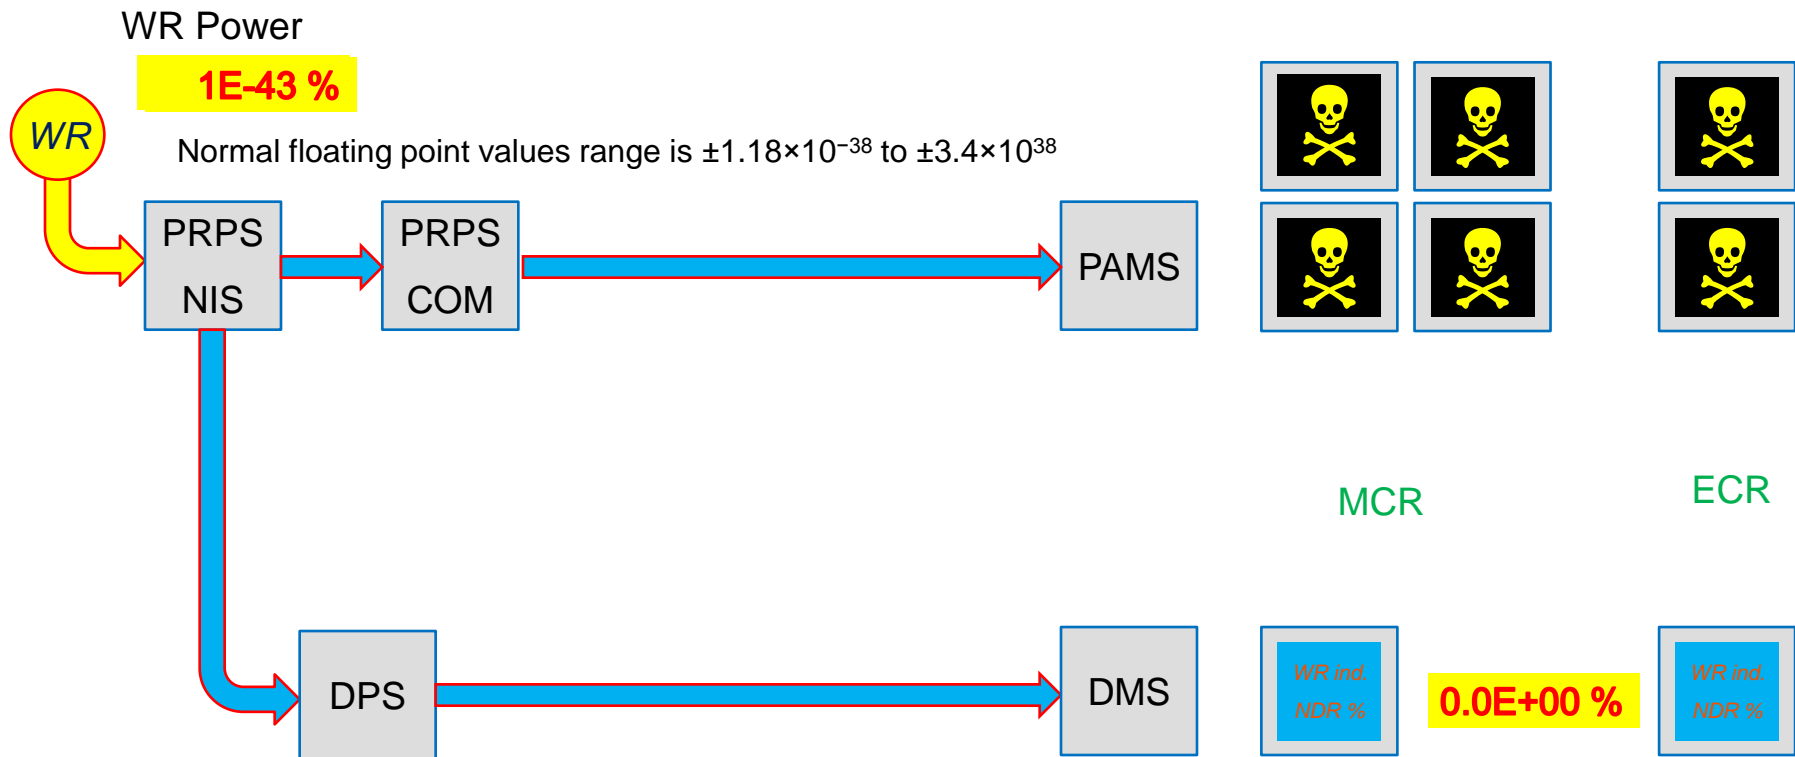 WR Power
1E-43 %
WR
Normal floating point values range is ±1.18×10⁻³⁸ to ±3.4×10³⁸
PRPS
NIS
PRPS
COM
PAMS
MCR
ECR
DPS
DMS
WR ind.
NDR %
0.0E+00 %
WR ind.
NDR %